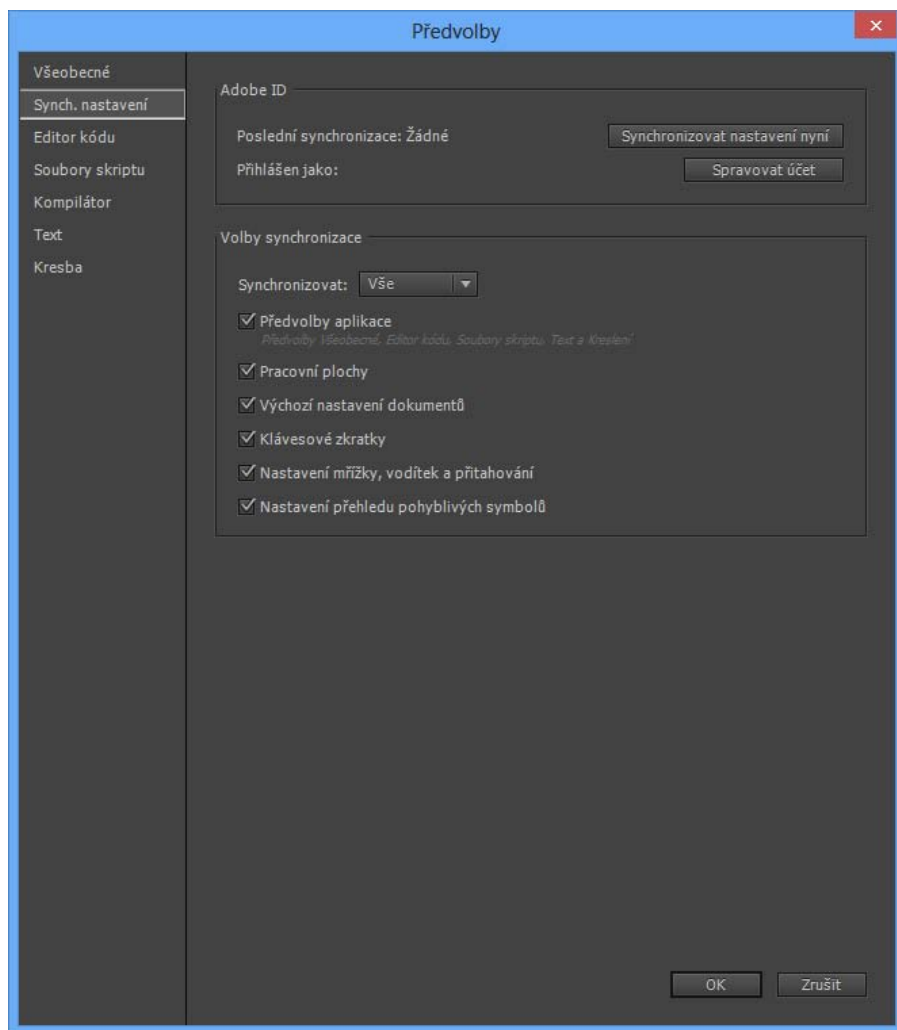 Předvolby
Všeobecné
Synch. nastavení
Editor kódu
Soubory skriptu
Kompilátor
Text
Kresba
Adobe ID
Poslední synchronizace: Žádné
Synchronizovat nastavení nyní
Přihlášen jako:
Spravovat účet
Volby synchronizace
Synchronizovat: Vše
Předvolby aplikace
Předvolby Všeobecné, Editor kódu, Soubory skriptu, Text a Kreslení
Pracovní plochy
Výchozí nastavení dokumentů
Klávesové zkratky
Nastavení mřížky, vodítek a přitahování
Nastavení přehledu pohyblivých symbolů
OK
Zrušit